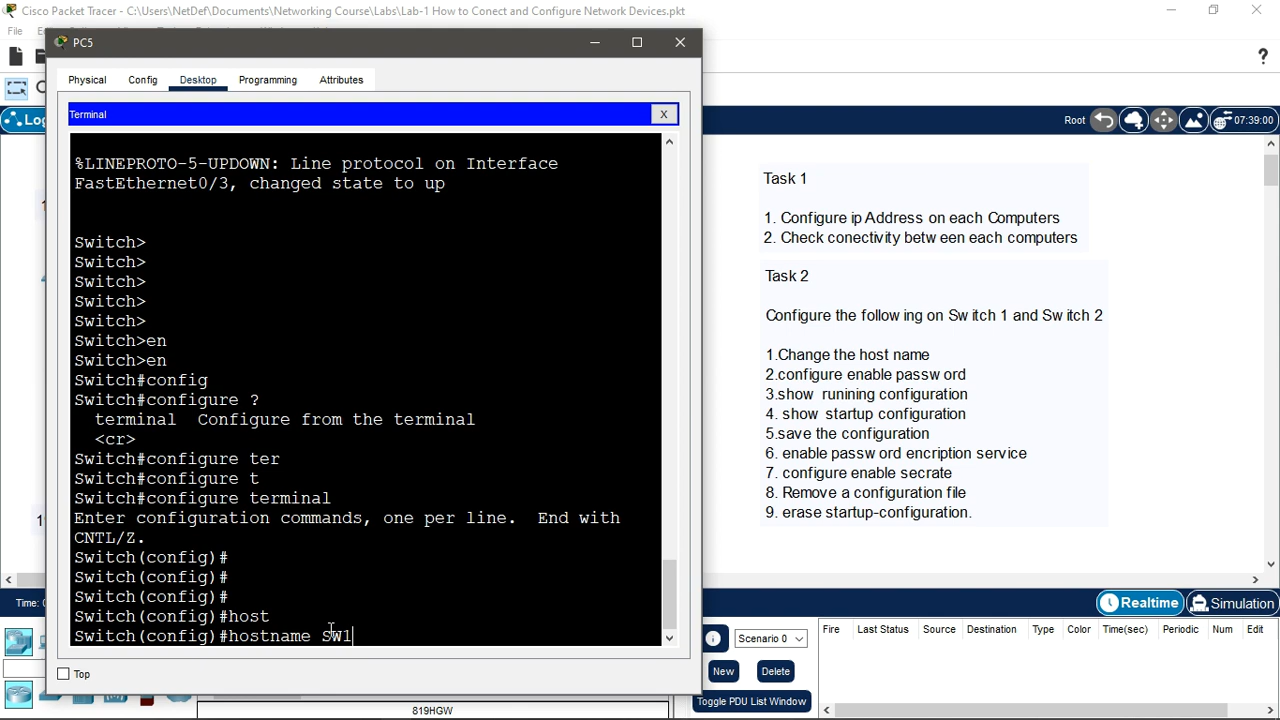 Cisco Packet Tracer - C:\Users\NetDef\Documents\Networking Course\Labs\Lab-1 How to Conect and Configure Network Devices.pkt
File
PC5
Physical Config Desktop Programming Attributes
Terminal X
Root 07:39:00
%LINEPROTO-5-UPDOWN: Line protocol on Interface
FastEthernet0/3, changed state to up
Switch>
Switch>
Switch>
Switch>
Switch>
Switch>en
Switch>en
Switch#config
Switch#configure ?
terminal Configure from the terminal
<cr>
Switch#configure ter
Switch#configure t
Switch#configure terminal
Enter configuration commands, one per line. End with
CNTL/Z.
Switch(config)#
Switch(config)#
Switch(config)#
Switch(config)#host
Switch(config)#hostname SW1
Top
Task 1
1. Configure ip Address on each Computers
2. Check conectivity betw een each computers
Task 2
Configure the follow ing on Sw itch 1 and Sw itch 2
1.Change the host name
2.configure enable passw ord
3.show runining configuration
4. show startup configuration
5.save the configuration
6. enable passw ord encription service
7. configure enable secrate
8. Remove a configuration file
9. erase startup-configuration.
Time:
Realtime Simulation
Scenario 0
New Delete
Toggle PDU List Window
Fire Last Status Source Destination Type Color Time(sec) Periodic Num Edit
819HGW